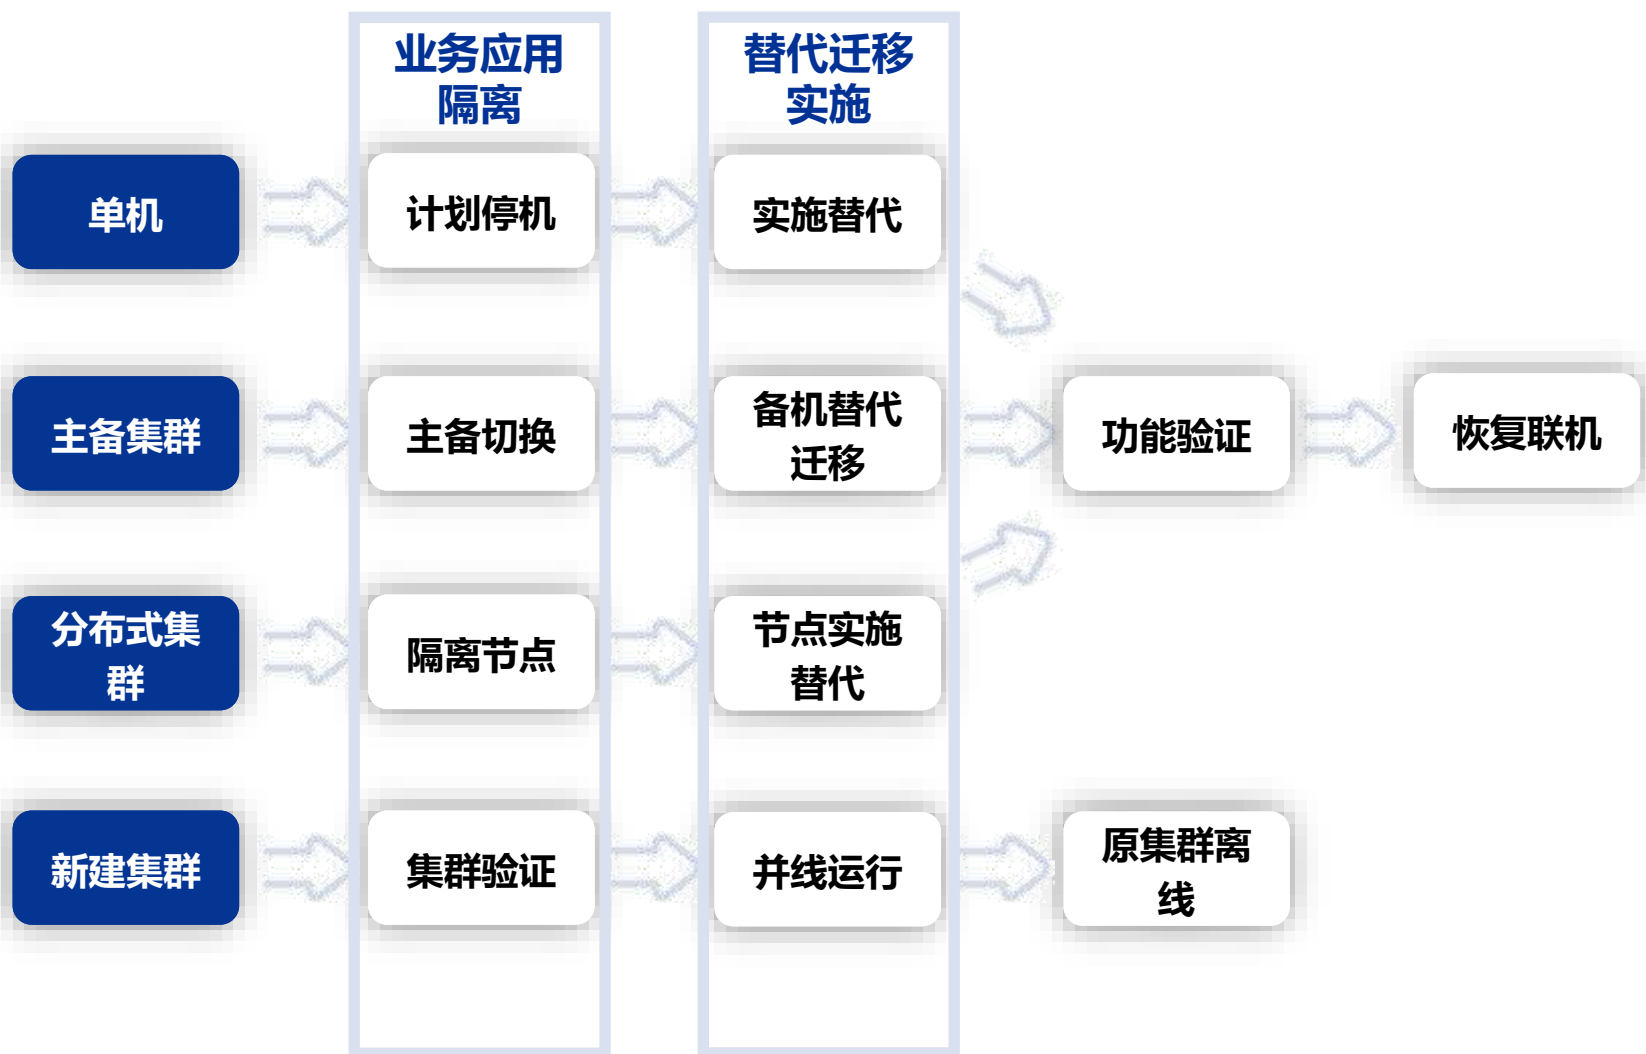 业务应用
隔离
替代迁移
实施
单机
计划停机
实施替代
主备集群
主备切换
备机替代
迁移
功能验证
恢复联机
分布式集
群
隔离节点
节点实施
替代
新建集群
集群验证
并线运行
原集群离
线